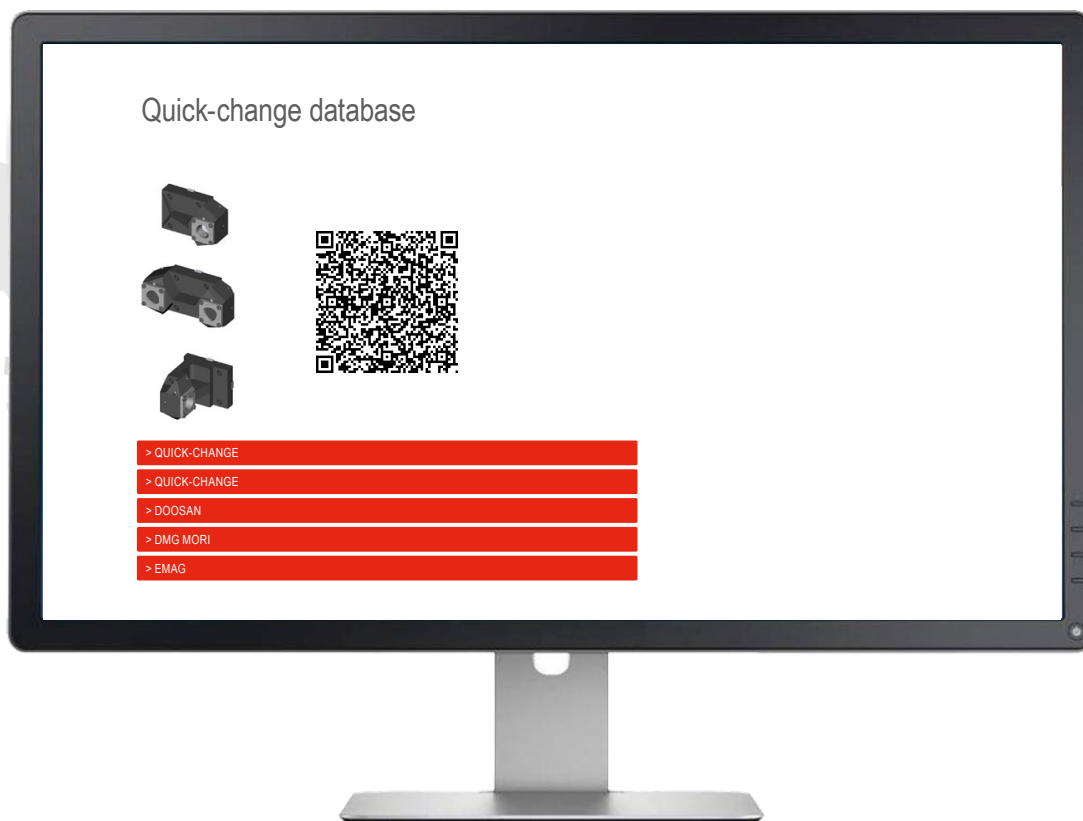 Quick-change database
> QUICK-CHANGE
> QUICK-CHANGE
> DOOSAN
> DMG MORI
> EMAG